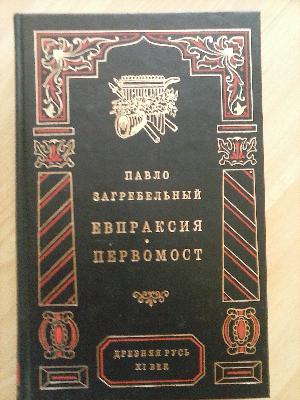 ПАВЛО
ЗАГРЕБЕЛЬНЫЙ
ЕВПРАКСИЯ
•
ПЕРВОМОСТ
ДРЕВНЯЯ РУСЬ
XI ВЕК